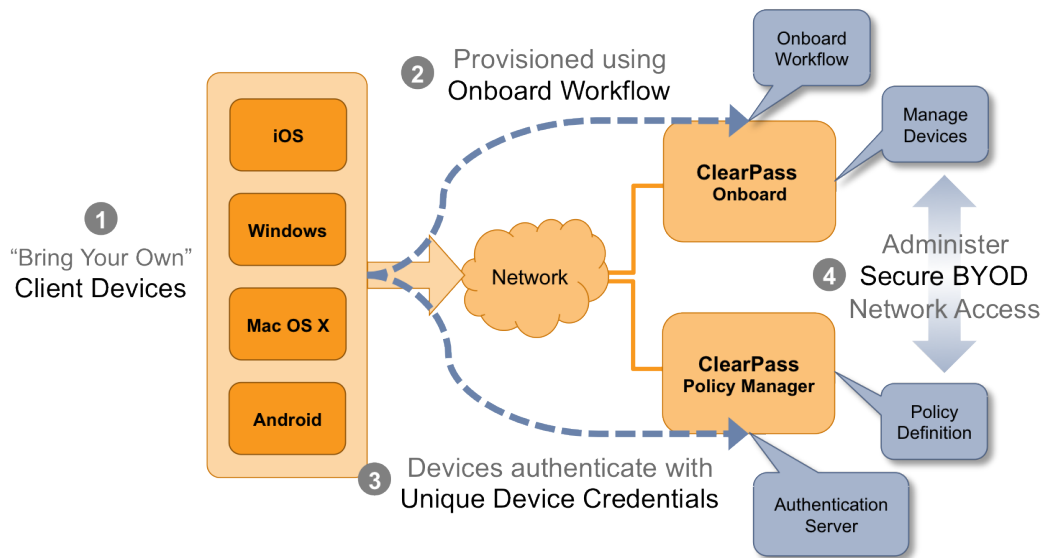 1
“Bring Your Own”
Client Devices
iOS
Windows
Mac OS X
Android
2
Provisioned using
Onboard Workflow
Network
3
Devices authenticate with
Unique Device Credentials
Onboard
Workflow
ClearPass
Onboard
Manage
Devices
4
Administer
Secure BYOD
Network Access
ClearPass
Policy Manager
Policy
Definition
Authentication
Server